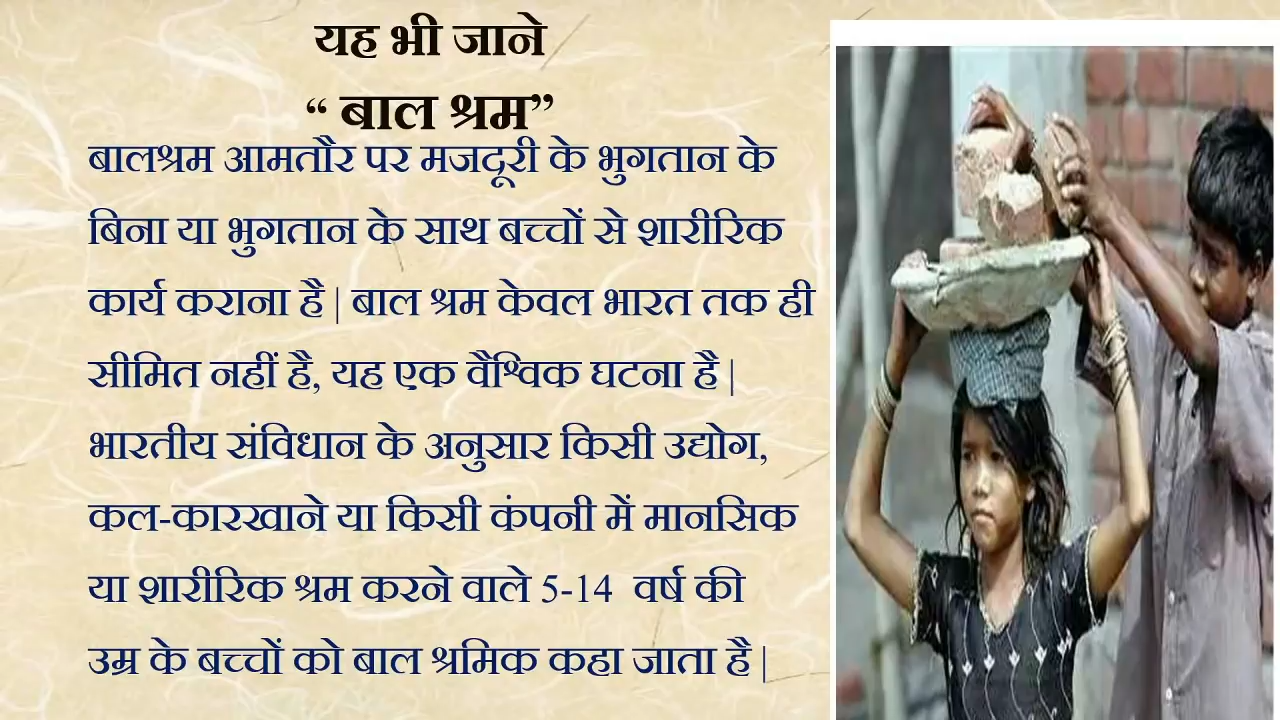 यह भी जाने
“ बाल श्रम”
बालश्रम आमतौर पर मजदूरी के भुगतान के
बिना या भुगतान के साथ बच्चों से शारीरिक
कार्य कराना है | बाल श्रम केवल भारत तक ही
सीमित नहीं है, यह एक वैश्विक घटना है |
भारतीय संविधान के अनुसार किसी उद्योग,
कल-कारखाने या किसी कंपनी में मानसिक
या शारीरिक श्रम करने वाले 5-14 वर्ष की
उम्र के बच्चों को बाल श्रमिक कहा जाता है |